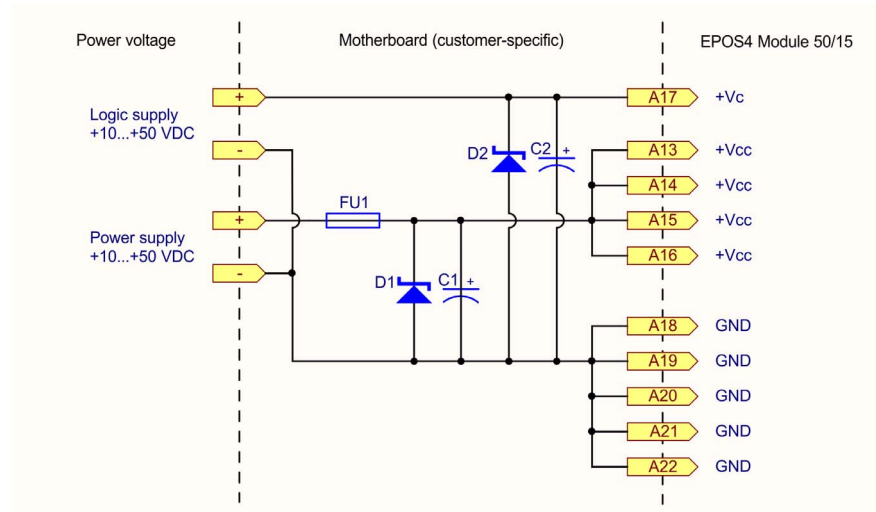 Power voltage
Motherboard (customer-specific)
EPOS4 Module 50/15
+
A17
+Vc
Logic supply
+10...+50 VDC
-
D2
C2
+
A13
+Vcc
A14
+Vcc
FU1
+
A15
+Vcc
Power supply
+10...+50 VDC
A16
+Vcc
-
D1
C1
+
A18
GND
A19
GND
A20
GND
A21
GND
A22
GND